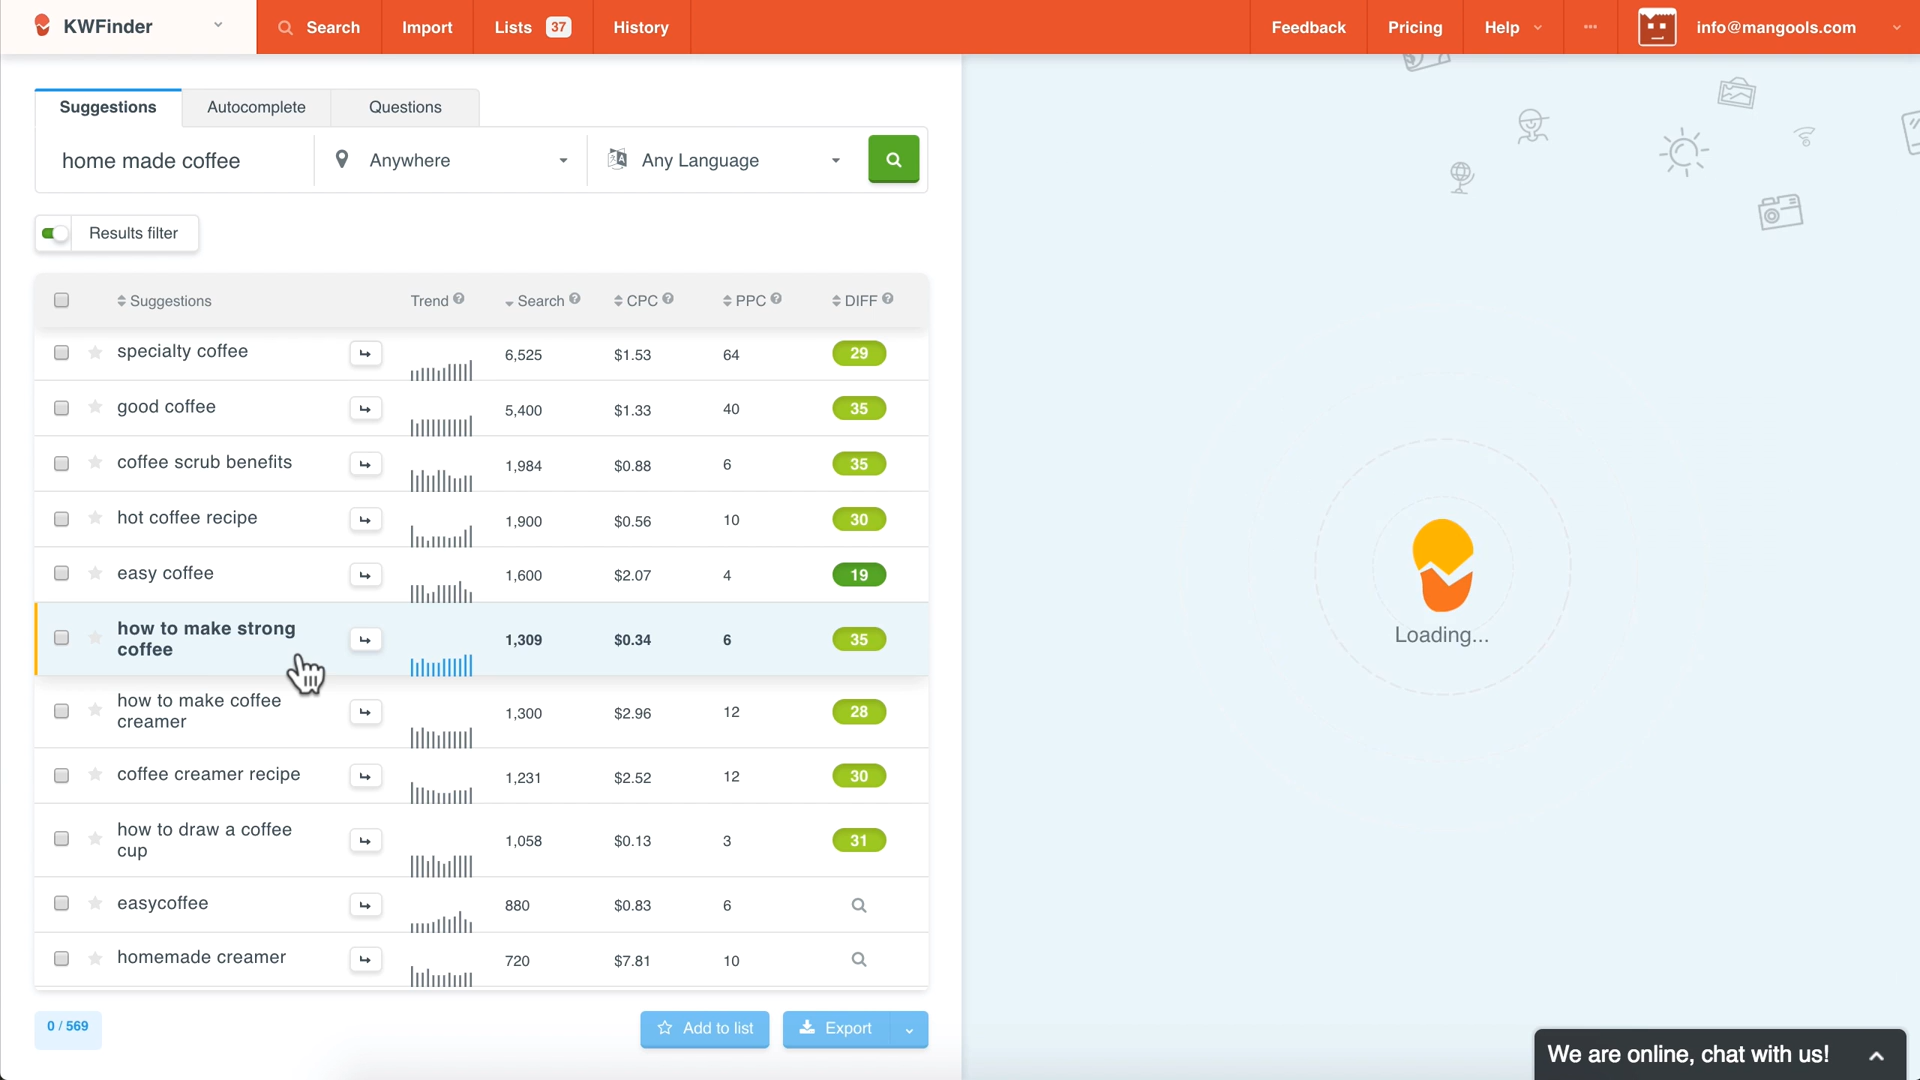 KWFinder
Search
Import
Lists 37
History
Feedback
Pricing
Help
info@mangools.com
Suggestions
Autocomplete
Questions
home made coffee
Anywhere
Any Language
Results filter
Suggestions Trend ? Search ? CPC ? PPC ? DIFF ?
specialty coffee 6,525 $1.53 64 29
good coffee 5,400 $1.33 40 35
coffee scrub benefits 1,984 $0.88 6 35
hot coffee recipe 1,900 $0.56 10 30
easy coffee 1,600 $2.07 4 19
how to make strong
coffee 1,309 $0.34 6 35
how to make coffee
creamer 1,300 $2.96 12 28
coffee creamer recipe 1,231 $2.52 12 30
how to draw a coffee
cup 1,058 $0.13 3 31
easycoffee 880 $0.83 6
homemade creamer 720 $7.81 10
0 / 569
Add to list
Export
Loading...
We are online, chat with us!